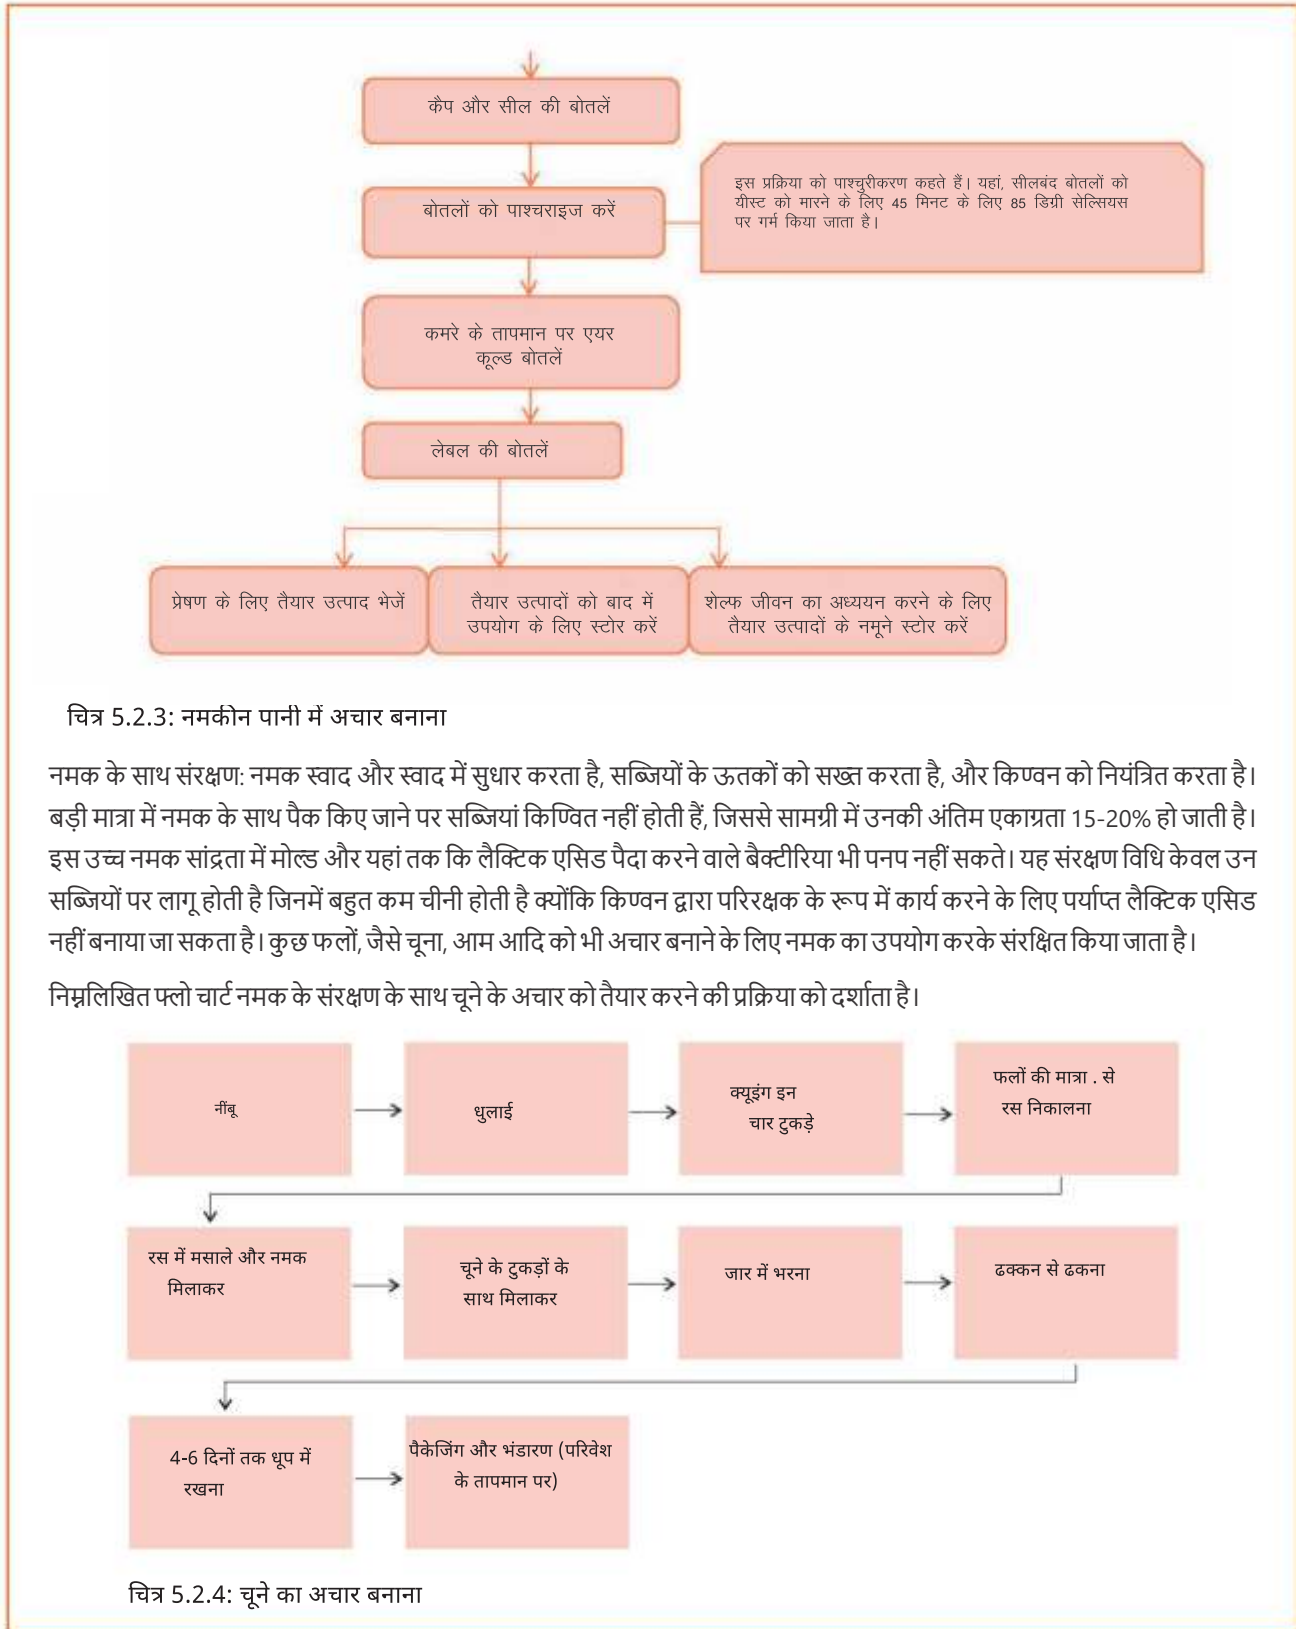 कैप और सील की बोतलें
बोतलों को पाश्चराइज करें
इस प्रक्रिया को पाश्चुरीकरण कहते हैं। यहां, सीलबंद बोतलों को
यीस्ट को मारने के लिए 45 मिनट के लिए 85 डिग्री सेल्सियस
पर गर्म किया जाता है।
कमरे के तापमान पर एयर
कूल्ड बोतलें
लेबल की बोतलें
प्रेषण के लिए तैयार उत्पाद भेजें
तैयार उत्पादों को बाद में
उपयोग के लिए स्टोर करें
शेल्फ जीवन का अध्ययन करने के लिए
तैयार उत्पादों के नमूने स्टोर करें
चित्र 5.2.3: नमकीन पानी में अचार बनाना
नमक के साथ संरक्षण: नमक स्वाद और स्वाद में सुधार करता है, सब्जियों के ऊतकों को सख्त करता है, और किण्वन को नियंत्रित करता है।
बड़ी मात्रा में नमक के साथ पैक किए जाने पर सब्जियां किण्वित नहीं होती हैं, जिससे सामग्री में उनकी अंतिम एकाग्रता 15-20% हो जाती है।
इस उच्च नमक सांद्रता में मोल्ड और यहां तक कि लैक्टिक एसिड पैदा करने वाले बैक्टीरिया भी पनप नहीं सकते। यह संरक्षण विधि केवल उन
सब्जियों पर लागू होती है जिनमें बहुत कम चीनी होती है क्योंकि किण्वन द्वारा परिरक्षक के रूप में कार्य करने के लिए पर्याप्त लैक्टिक एसिड
नहीं बनाया जा सकता है। कुछ फलों, जैसे चूना, आम आदि को भी अचार बनाने के लिए नमक का उपयोग करके संरक्षित किया जाता है।
निम्नलिखित फ्लो चार्ट नमक के संरक्षण के साथ चूने के अचार को तैयार करने की प्रक्रिया को दर्शाता है।
नींबू
धुलाई
क्यूइंग इन
चार टुकड़े
फलों की मात्रा . से
रस निकालना
रस में मसाले और नमक
मिलाकर
चूने के टुकड़ों के
साथ मिलाकर
जार में भरना
ढक्कन से ढकना
4-6 दिनों तक धूप में
रखना
पैकेजिंग और भंडारण (परिवेश
के तापमान पर)
चित्र 5.2.4: चूने का अचार बनाना